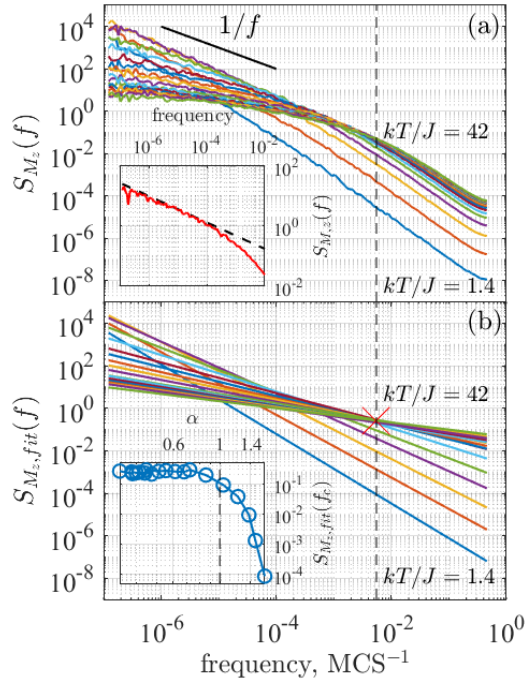 10^4
10^2
10^0
10^-2
10^-4
10^-6
10^-8
S_{M_z}(f)
1/f
(a)
frequency
10^-6 10^-4 10^-2
10^2
10^0
10^-2
S_{M,z}(f)
kT/J = 42
kT/J = 1.4
10^4
10^2
10^0
10^-2
10^-4
10^-6
10^-8
S_{M_z,fit}(f)
(b)
kT/J = 42
α
0.6 1 1.4
10^-1
10^-2
10^-3
10^-4
S_{M_z,fit}(f_c)
kT/J = 1.4
10^-6 10^-4 10^-2 10^0
frequency, MCS^-1